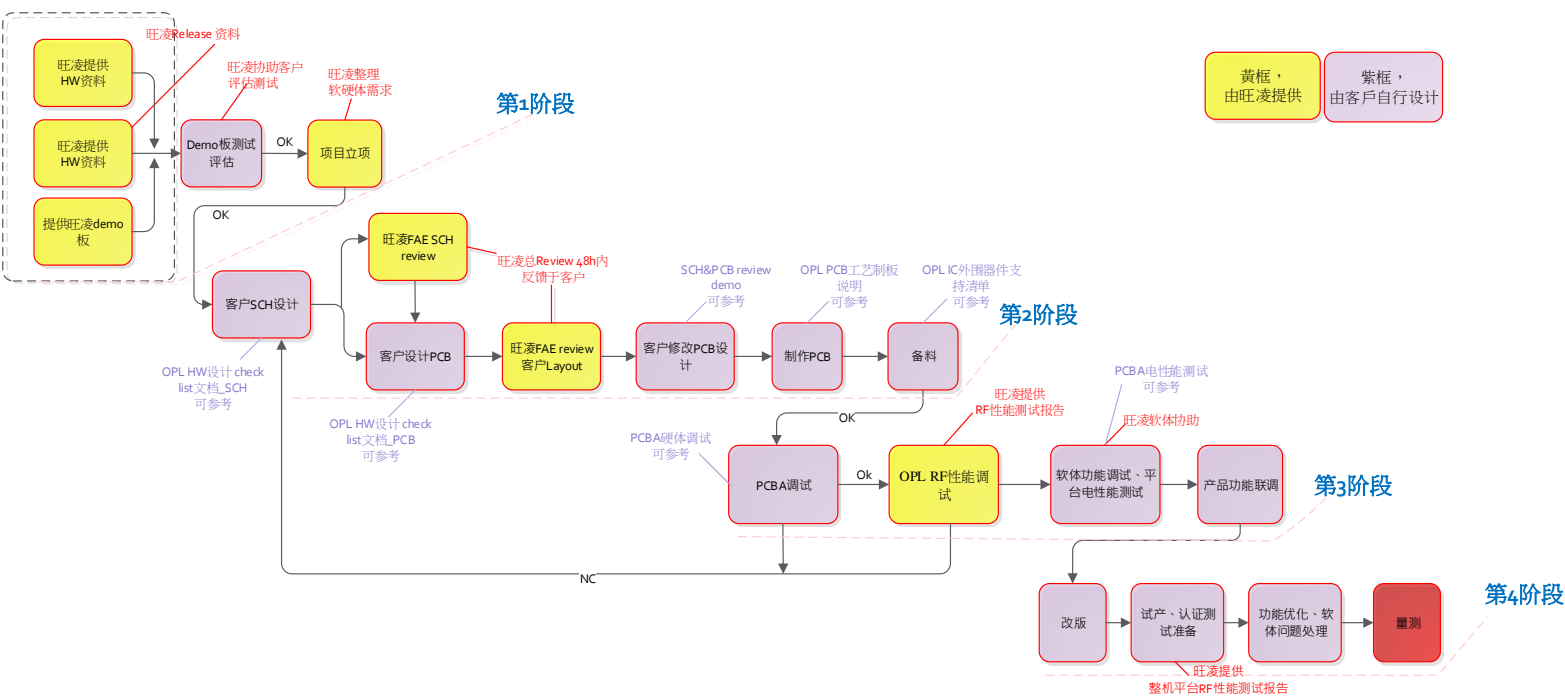 旺凌Release 资料
旺凌提供
HW资料
旺凌协助客户
评估测试
旺凌整理
软硬体需求
第1阶段
黃框，
由旺凌提供
紫框，
由客戶自行设计
旺凌提供
HW资料
Demo板测试
评估
OK
项目立项
提供旺凌demo
板
OK
旺凌FAE SCH
review
旺凌总Review 48h内
反馈于客户
SCH&PCB review
demo
可参考
OPL PCB工艺制板
说明
可参考
OPL IC外围器件支
持清单
可参考
第2阶段
客户SCH设计
客户设计PCB
旺凌FAE review
客户Layout
客户修改PCB设
计
制作PCB
备料
OPL HW设计 check
list文档_SCH
可参考
OPL HW设计 check
list文档_PCB
可参考
OK
旺凌提供
RF性能测试报告
PCBA电性能测试
可参考
旺凌软体协助
PCBA硬体调试
可参考
PCBA调试
Ok
OPL RF性能调
试
软体功能调试、平
台电性能测试
产品功能联调
第3阶段
NC
改版
试产、认证测
试准备
功能优化、软
体问题处理
量测
第4阶段
旺凌提供
整机平台RF性能测试报告